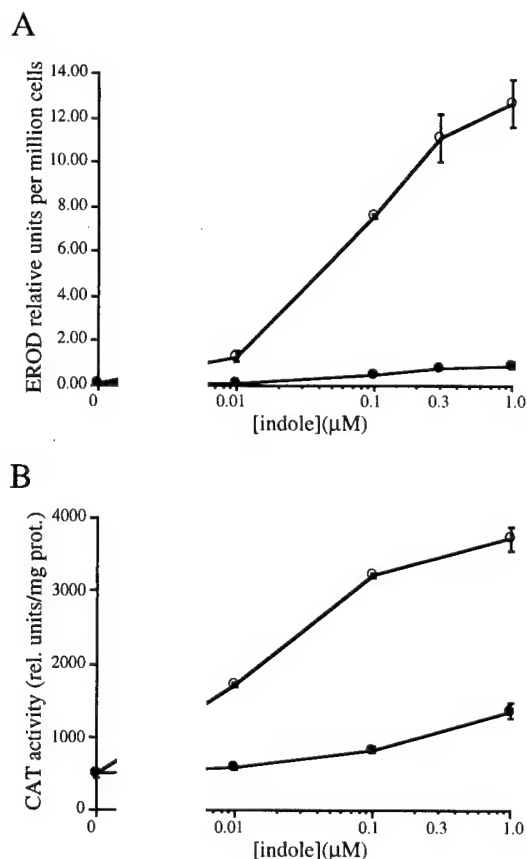 A
EROD relative units per million cells
14.00
12.00
10.00
8.00
6.00
4.00
2.00
0.00
0 0.01 0.1 0.3 1.0
[indole](µM)
B
CAT activity (rel. units/mg prot.)
4000
3000
2000
1000
0
0 0.01 0.1 0.3 1.0
[indole](µM)